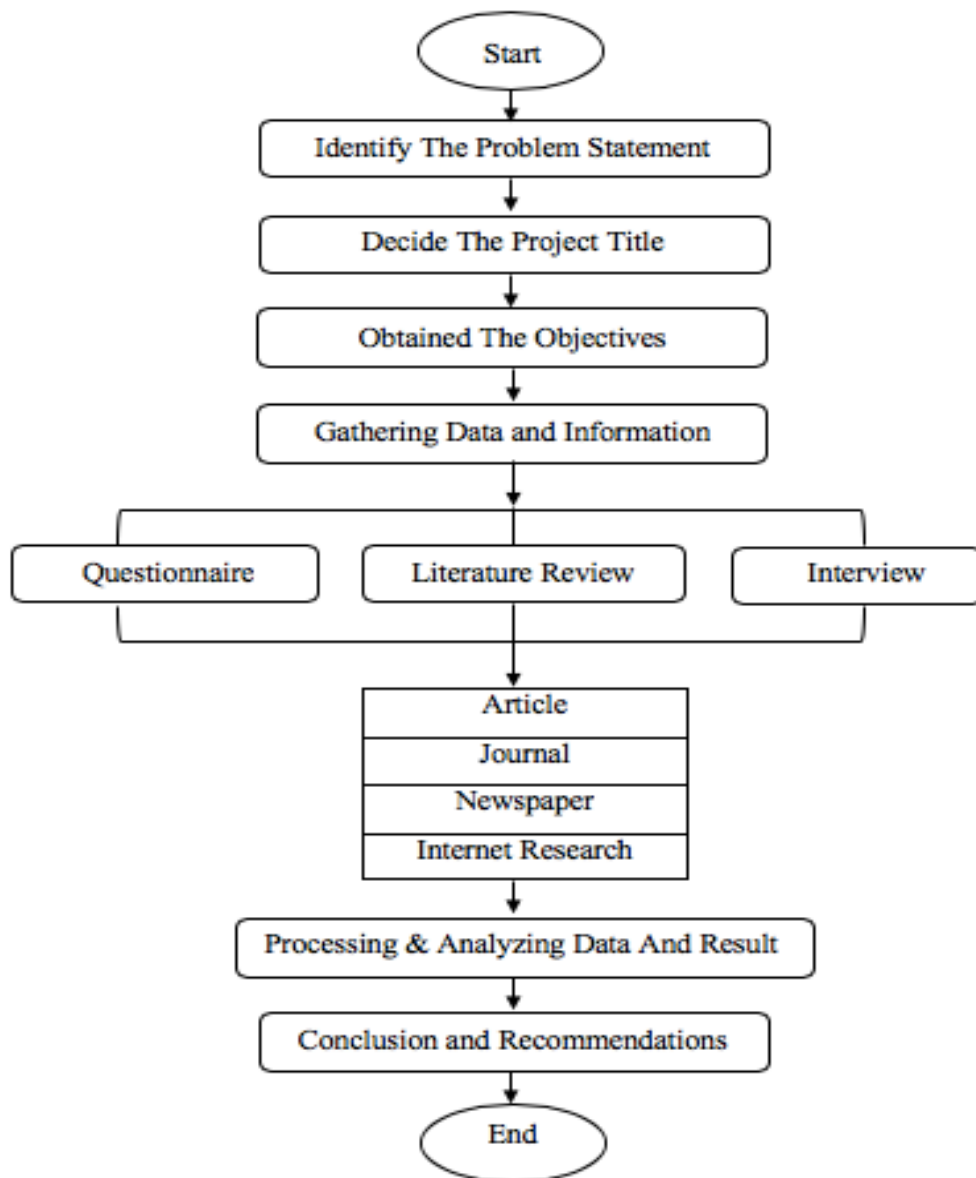 Start
Identify The Problem Statement
Decide The Project Title
Obtained The Objectives
Gathering Data and Information
Questionnaire
Literature Review
Interview
Article
Journal
Newspaper
Internet Research
Processing & Analyzing Data And Result
Conclusion and Recommendations
End